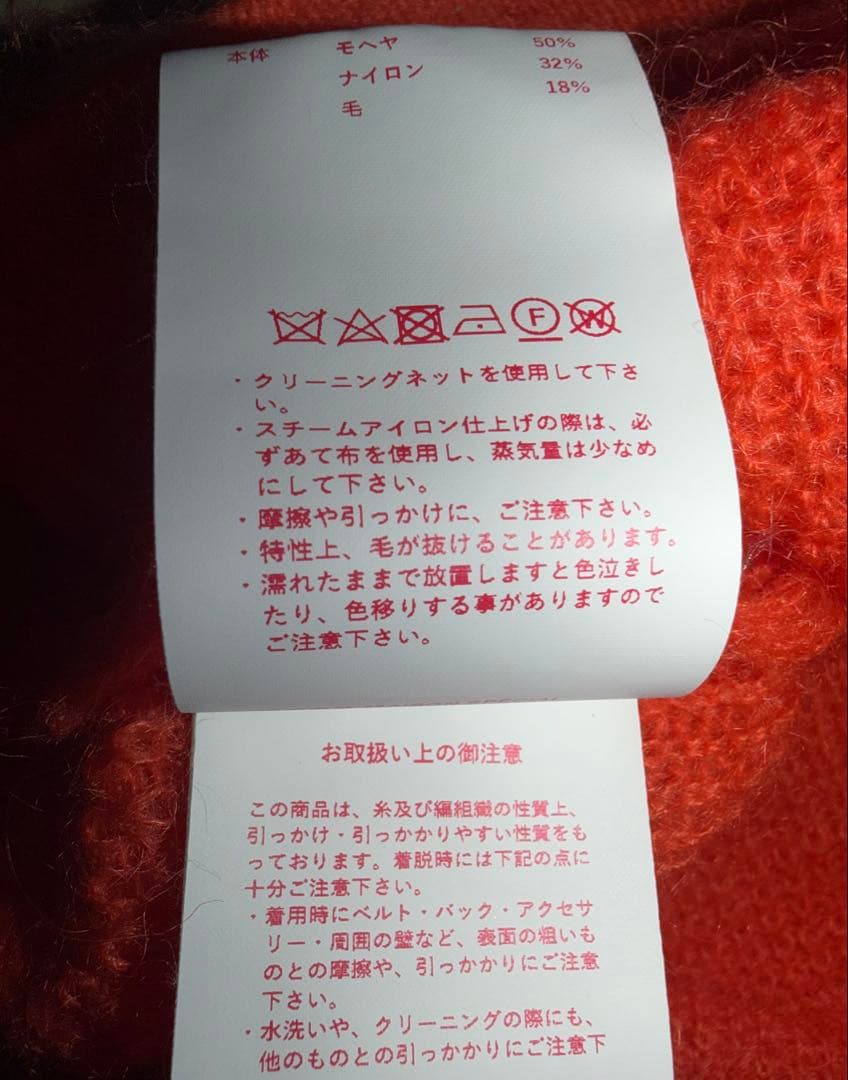 本体 モヘヤ 50%
ナイロン 32%
毛 18%
F W
・クリーニングネットを使用して下さ
い。
・スチームアイロン仕上げの際は、必
ずあて布を使用し、蒸気量は少なめ
にして下さい。
・摩擦や引っかけに、ご注意下さい。
・特性上、毛が抜けることがあります。
・濡れたままで放置しますと色泣きし
たり、色移りする事がありますので
ご注意下さい。
お取扱い上の御注意
この商品は、糸及び編組織の性質上、
引っかけ・引っかかりやすい性質をも
っております。着脱時には下記の点に
十分ご注意下さい。
・着用時にベルト・バック・アクセサ
リー・周囲の壁など、表面の粗いも
のとの摩擦や、引っかかりにご注意
下さい。
・水洗いや、クリーニングの際にも、
他のものとの引っかかりにご注意下